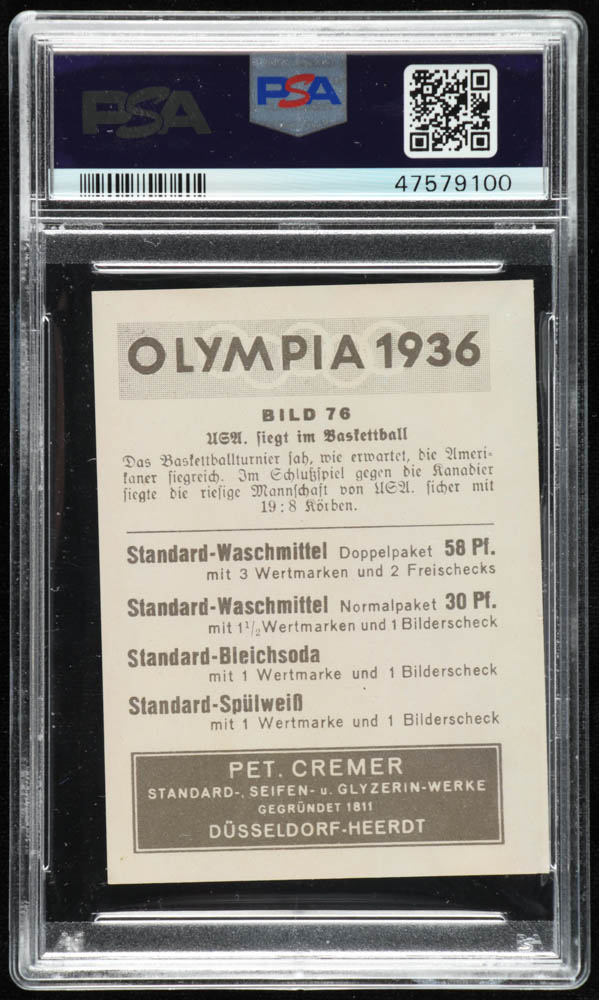 PSA
PSA
47579100
OLYMPIA 1936
BILD 76
USA. siegt im Baskettball
Das Baskettballturnier sah, wie erwartet, die Ameri-
kaner siegreich. Im Schlußspiel gegen die Kanadier
siegte die riesige Mannschaft von USA. sicher mit
19:8 Körben.
Standard-Waschmittel Doppelpaket 58 Pf.
mit 3 Wertmarken und 2 Freischecks
Standard-Waschmittel Normalpaket 30 Pf.
mit 1½ Wertmarken und 1 Bilderscheck
Standard-Bleichsoda
mit 1 Wertmarke und 1 Bilderscheck
Standard-Spülweiß
mit 1 Wertmarke und 1 Bilderscheck
PET. CREMER
STANDARD-, SEIFEN- u. GLYZERIN-WERKE
GEGRÜNDET 1811
DÜSSELDORF-HEERDT